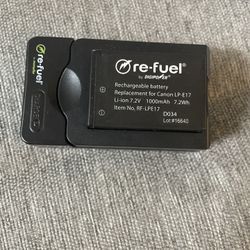 re-fuel
re-fuel®
by DIGIPOWER®
Rechargeable battery
Replacement for Canon LP-E17
Li-ion 7.2V 1000mAh 7.2Wh
Item No. RF-LPE17
D034
Lot:#16640